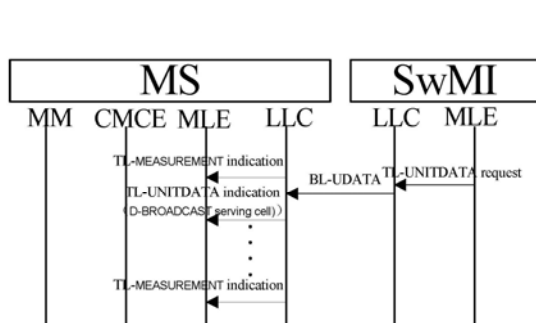 MS
SwMI
MM CMCE MLE LLC LLC MLE
TL-MEASUREMENT indication
BL-UDATA TL-UNITDATA request
TL-UNITDATA indication
(D-BROADCAST serving cell))
TL-MEASUREMENT indication